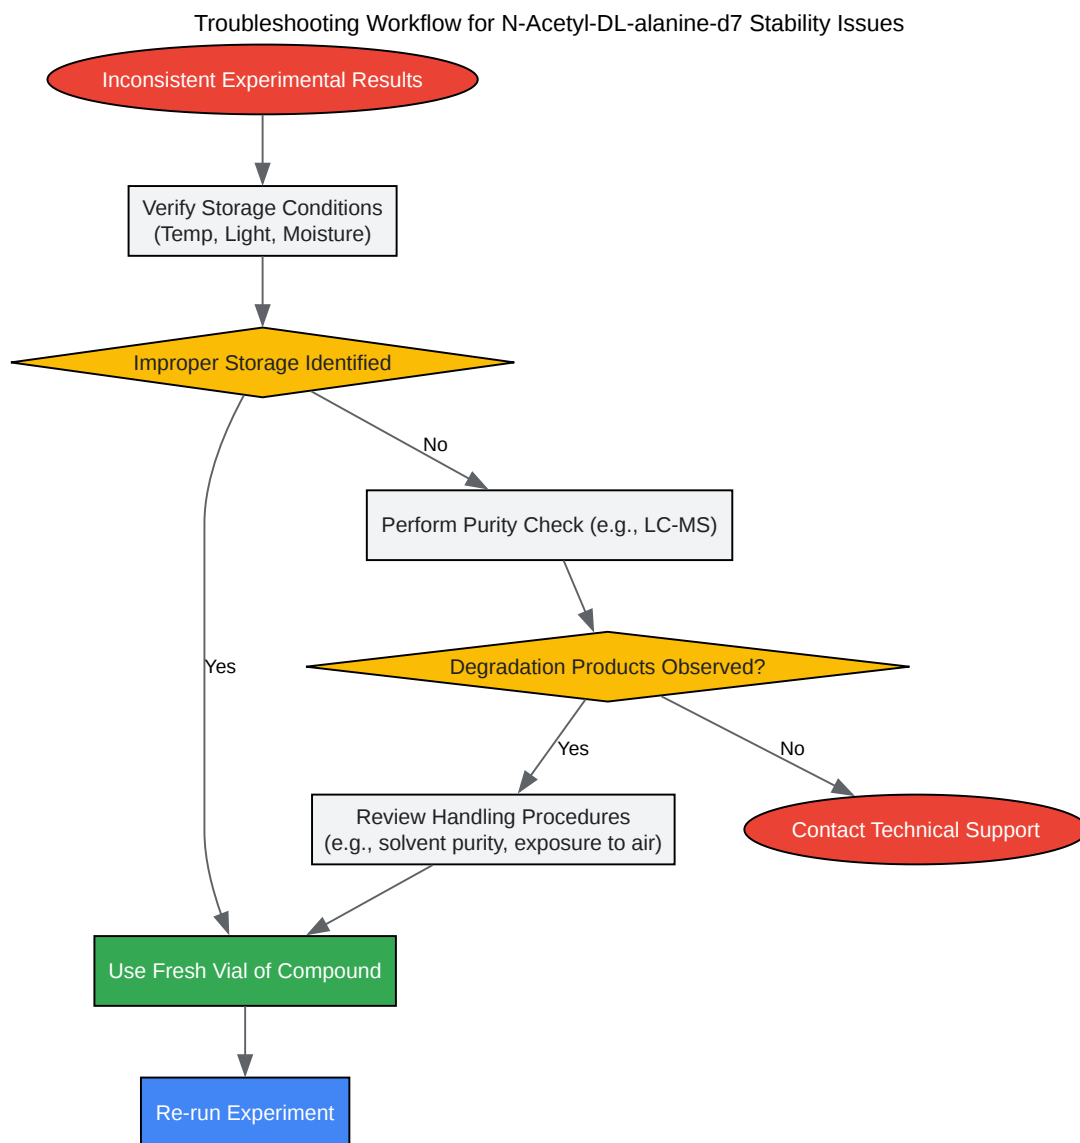 Troubleshooting Workflow for N-Acetyl-DL-alanine-d7 Stability Issues
Inconsistent Experimental Results
Verify Storage Conditions
(Temp, Light, Moisture)
Improper Storage Identified
No
Perform Purity Check (e.g., LC-MS)
Yes
Degradation Products Observed?
Yes
No
Review Handling Procedures
(e.g., solvent purity, exposure to air)
Contact Technical Support
Use Fresh Vial of Compound
Re-run Experiment